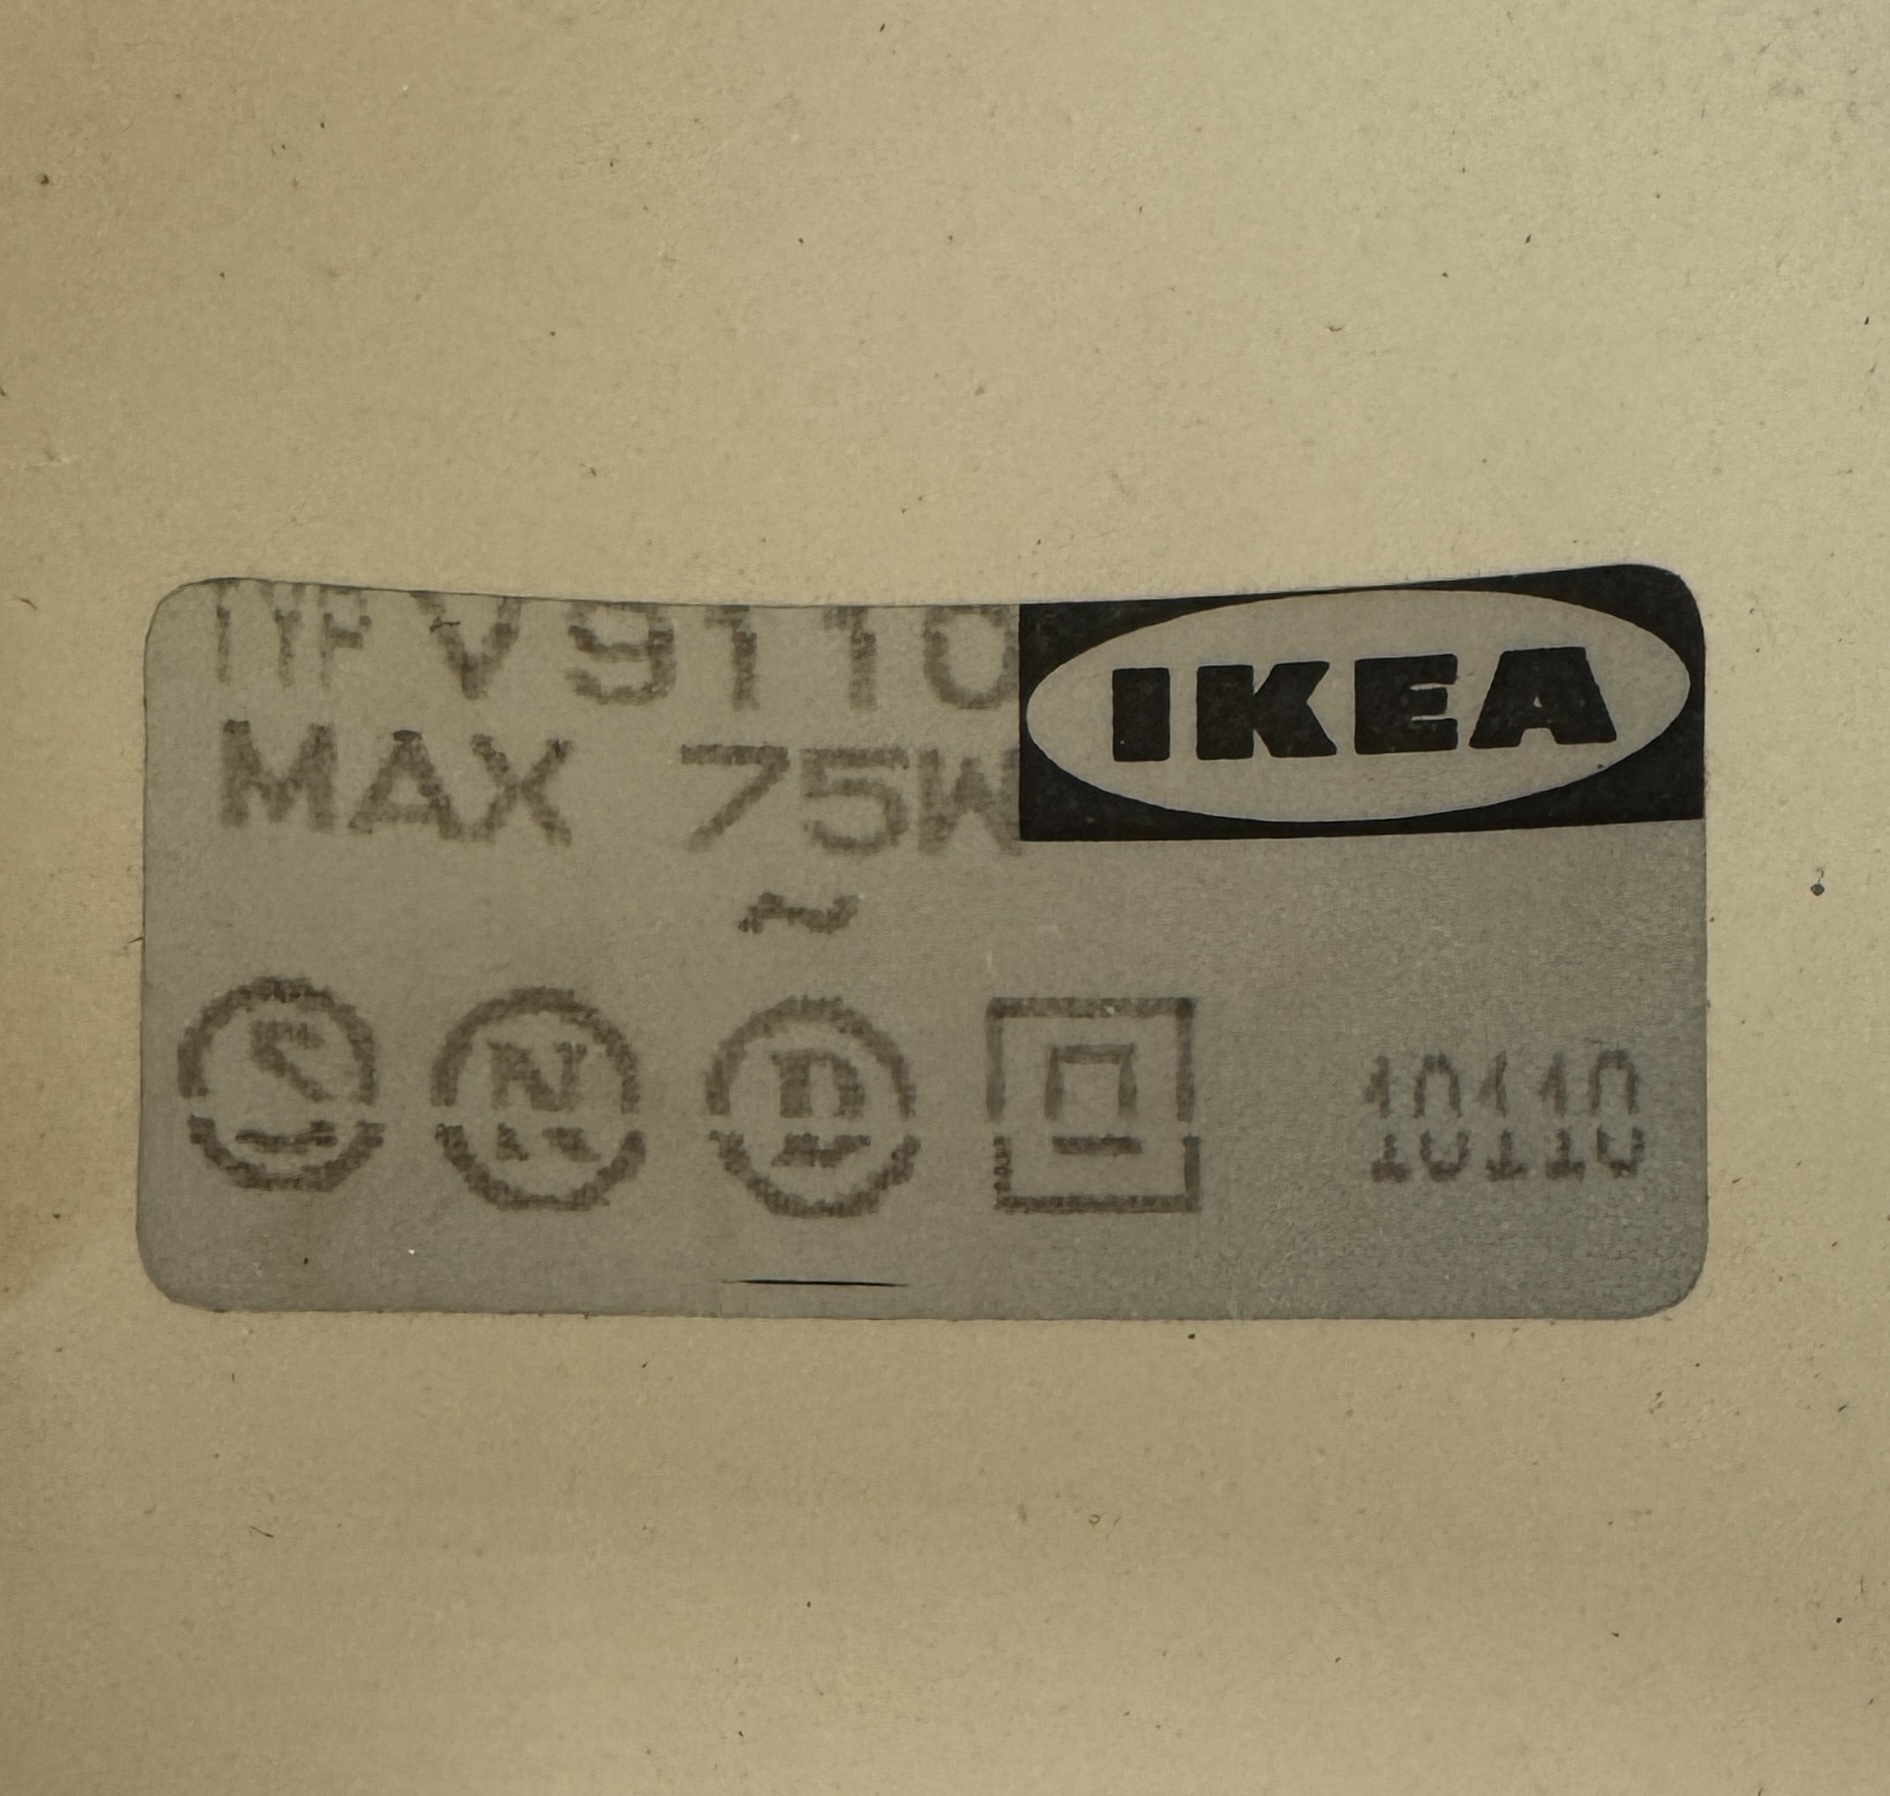 TYP V9110
IKEA
MAX 75W
~
S N D
10110